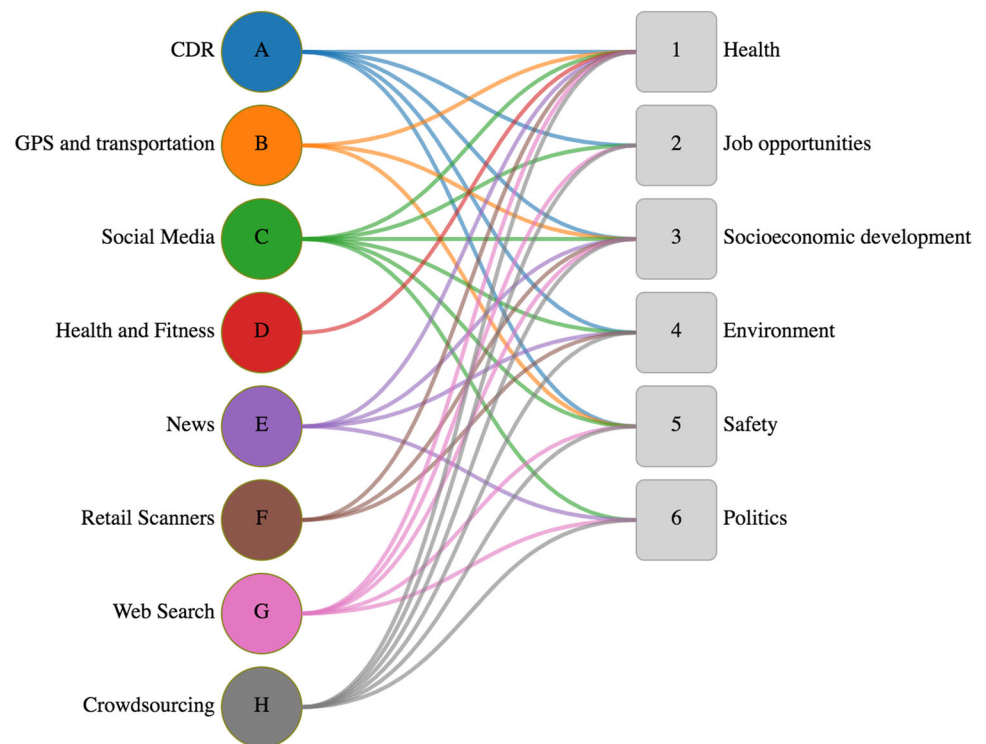 CDR A 1 Health
GPS and transportation B 2 Job opportunities
Social Media C 3 Socioeconomic development
Health and Fitness D 4 Environment
News E 5 Safety
Retail Scanners F 6 Politics
Web Search G
Crowdsourcing H